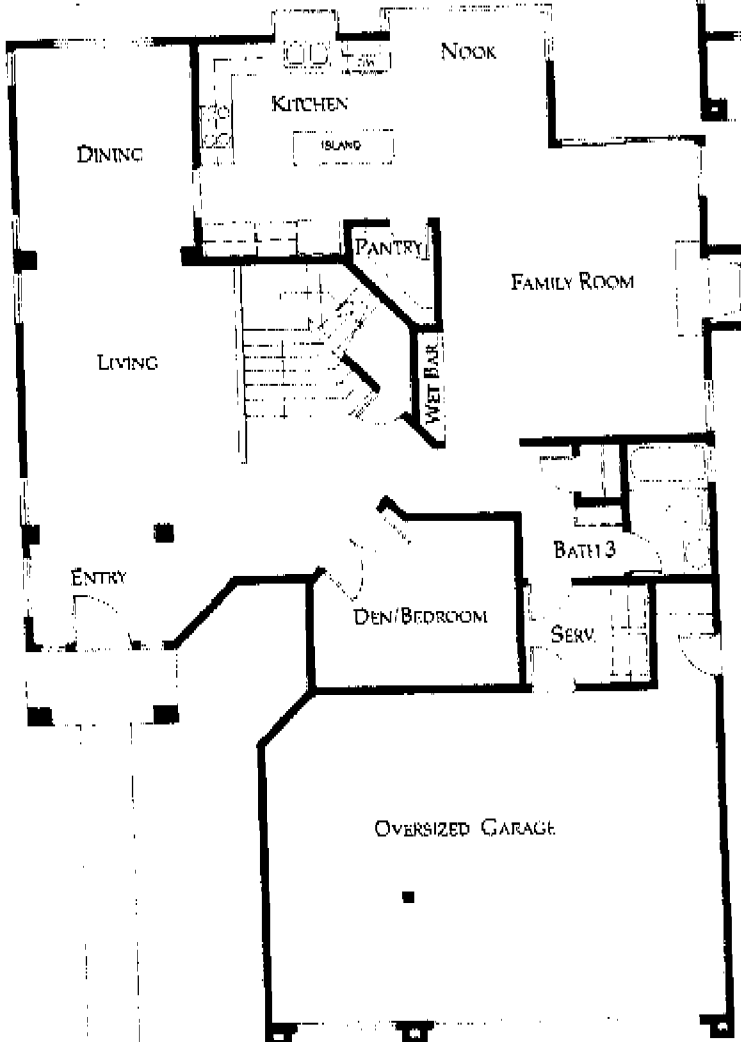 NOOK
D/W
KITCHEN
ISLAND
DINING
PANTRY
FAMILY ROOM
LIVING
WET BAR
BATH 3
ENTRY
DEN/BEDROOM
SERV.
OVERSIZED GARAGE